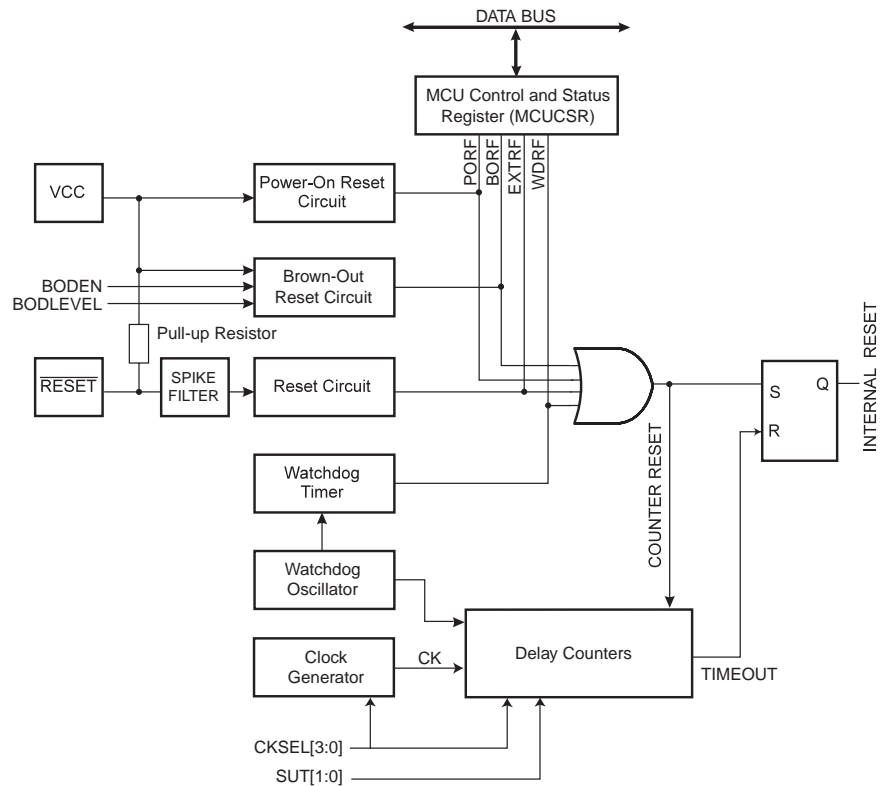 DATA BUS
MCU Control and Status
Register (MCUCSR)
PORF
BORF
EXTRF
WDRF
VCC
Power-On Reset
Circuit
BODEN
BODLEVEL
Brown-Out
Reset Circuit
Pull-up Resistor
RESET
SPIKE
FILTER
Reset Circuit
S
Q
R
INTERNAL RESET
COUNTER RESET
Watchdog
Timer
Watchdog
Oscillator
Clock
Generator
CK
Delay Counters
TIMEOUT
CKSEL[3:0]
SUT[1:0]